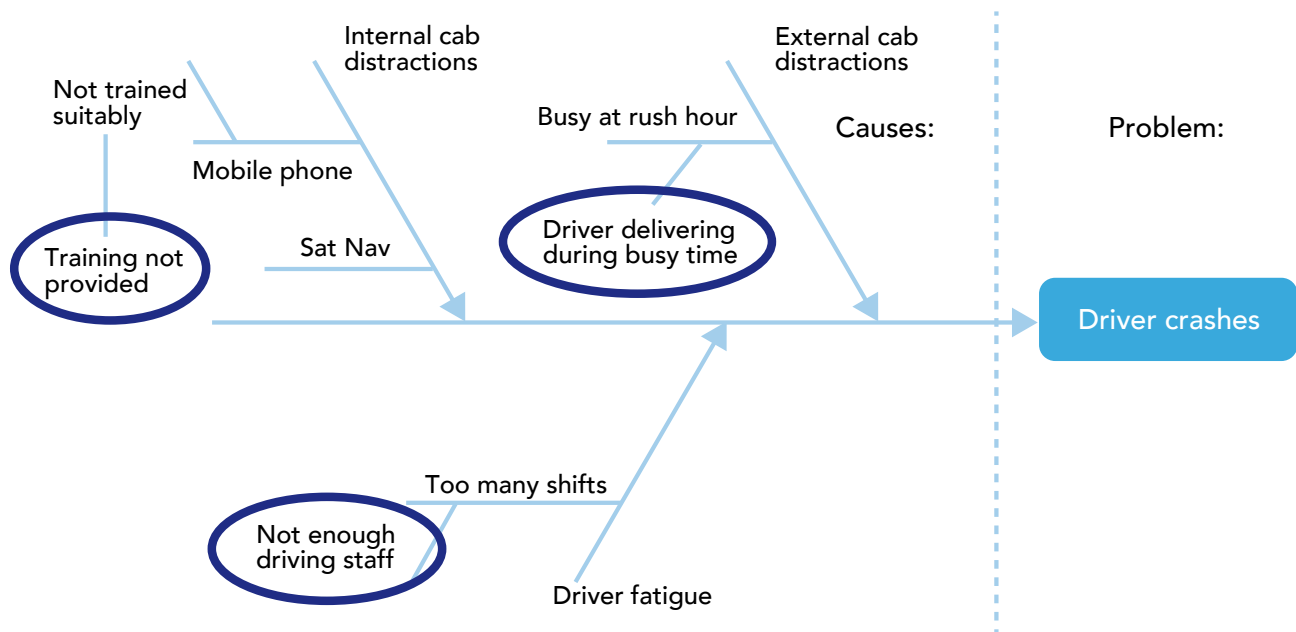 Internal cab
distractions
External cab
distractions
Not trained
suitably
Busy at rush hour
Causes:
Problem:
Mobile phone
Training not
provided
Sat Nav
Driver delivering
during busy time
Driver crashes
Too many shifts
Not enough
driving staff
Driver fatigue